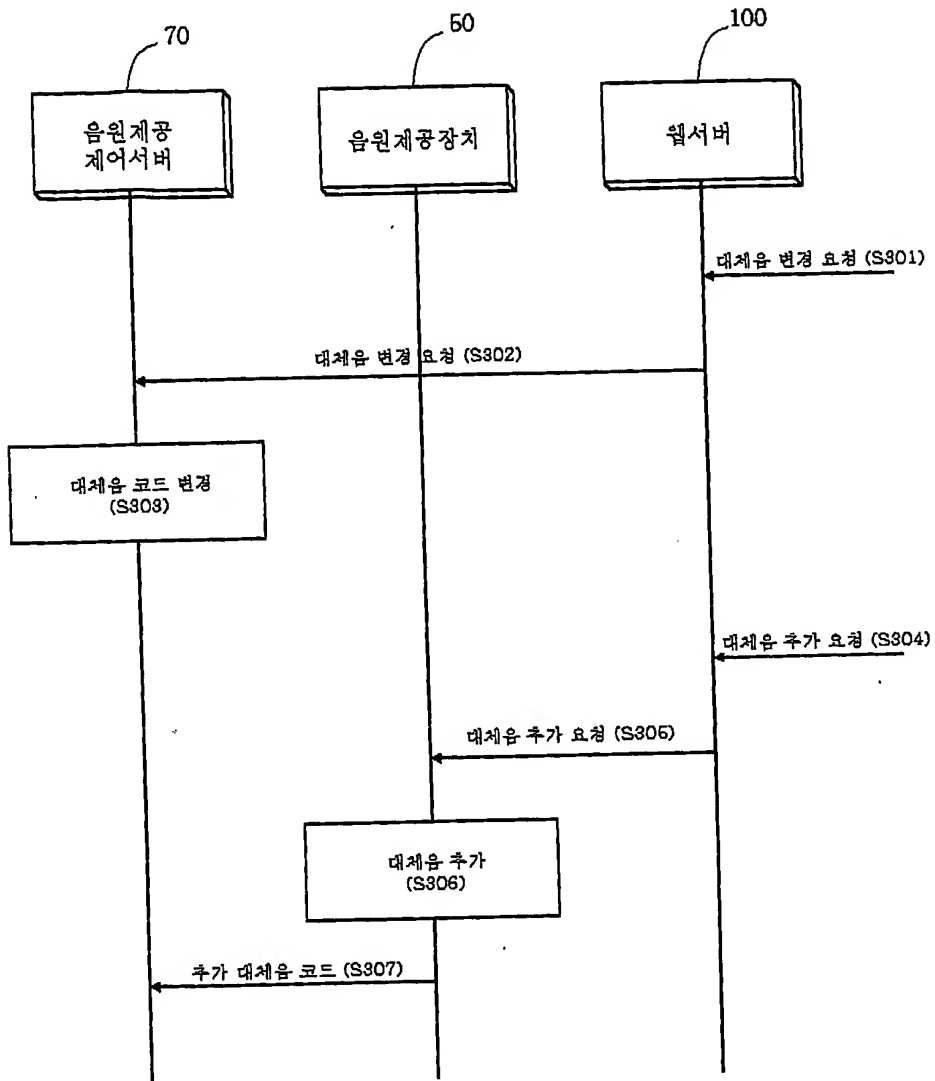 70
60
100
음원제공
제어서버
음원제공장치
웹서버
대체음 변경 요청 (S301)
대체음 변경 요청 (S302)
대체음 코드 변경
(S303)
대체음 추가 요청 (S304)
대체음 추가 요청 (S305)
대체음 추가
(S306)
추가 대체음 코드 (S307)